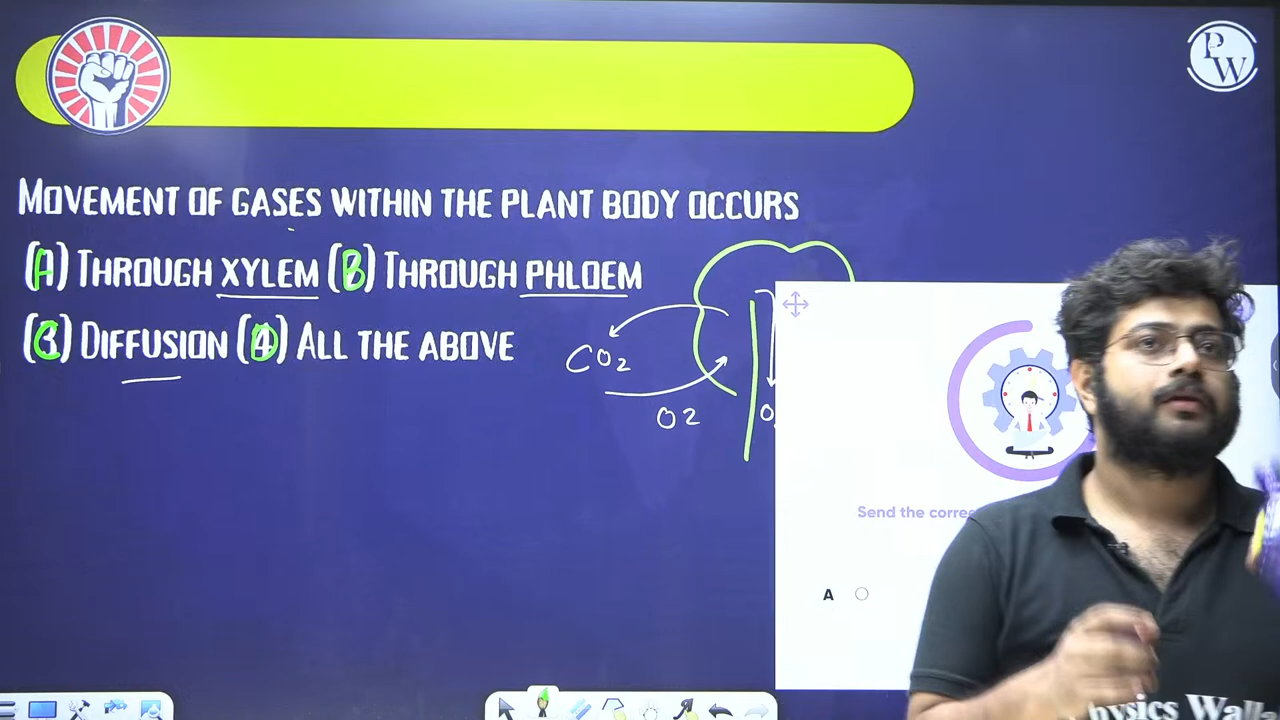 PW
MOVEMENT OF GASES WITHIN THE PLANT BODY OCCURS
(A) THROUGH XYLEM (B) THROUGH PHLOEM
(C) DIFFUSION (D) ALL THE ABOVE
CO2
O2
Send the corre
A
hysics Walla